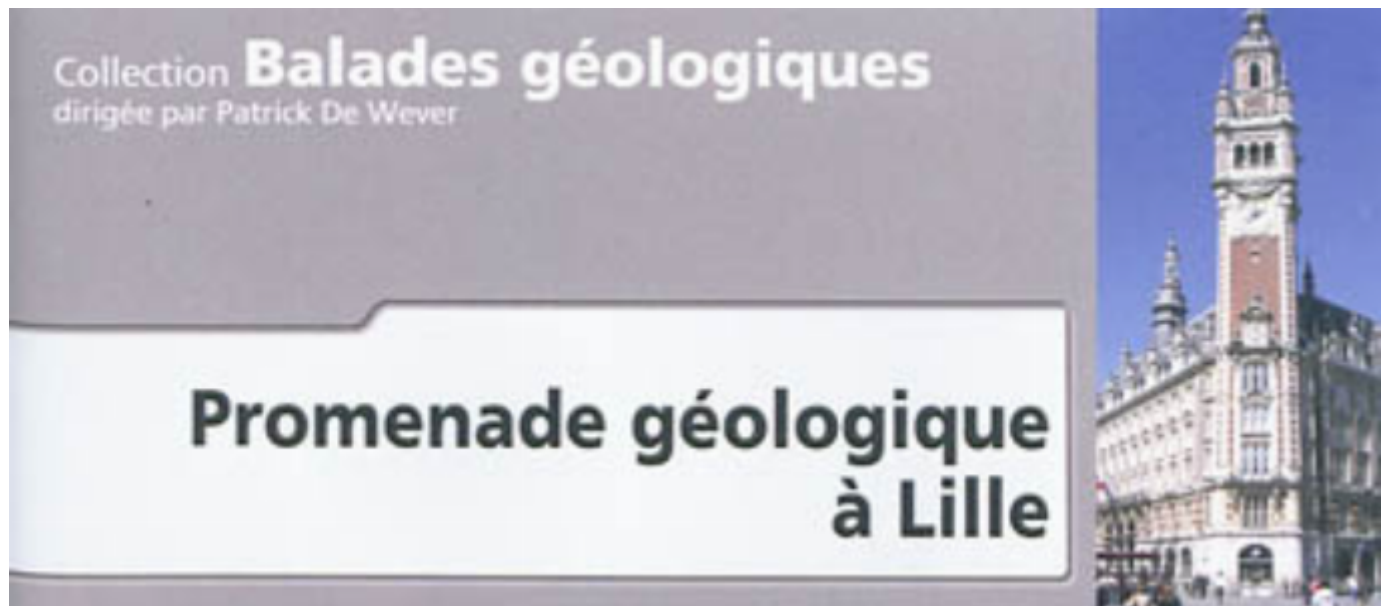 Collection Balades géologiques
dirigée par Patrick De Wever
Promenade géologique
à Lille